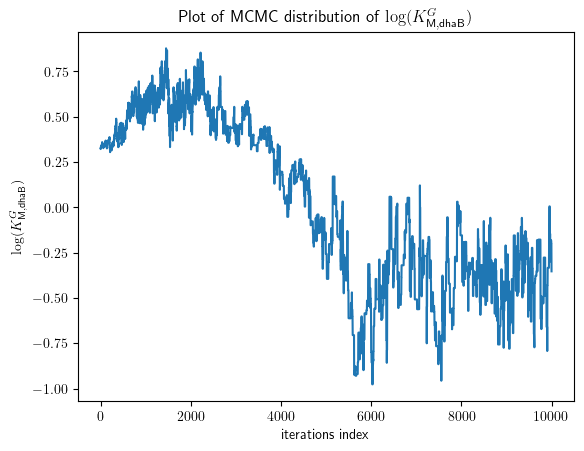 Plot of MCMC distribution of log(K^G_M,dhaB)
log(K^G_M,dhaB)
0.75
0.50
0.25
0.00
−0.25
−0.50
−0.75
−1.00
0 2000 4000 6000 8000 10000
iterations index